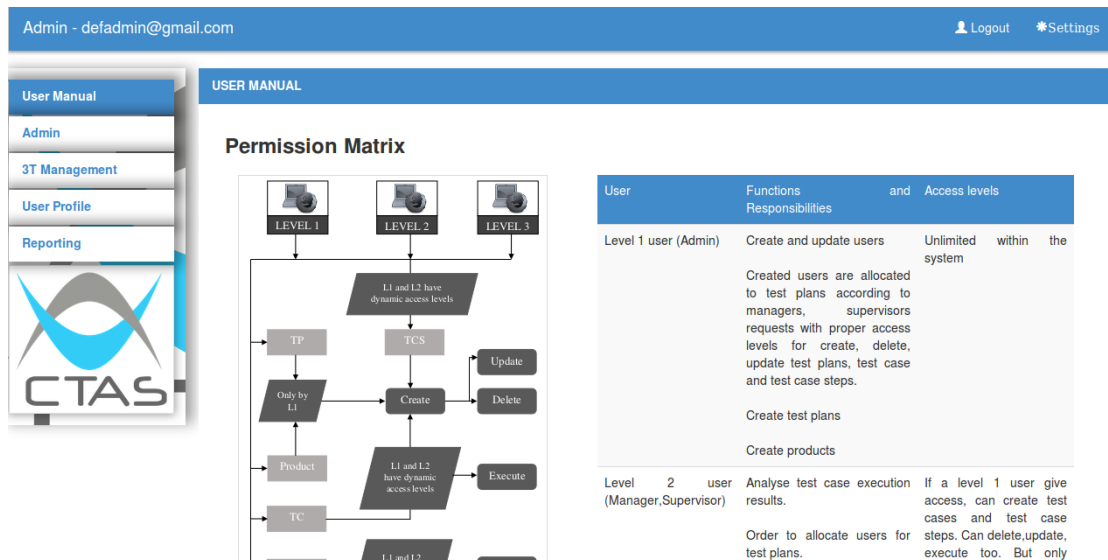 Admin - defadmin@gmail.com
Logout
Settings
User Manual
Admin
3T Management
User Profile
Reporting
CTAS
USER MANUAL
Permission Matrix
LEVEL 1
LEVEL 2
LEVEL 3
L1 and L2 have
dynamic access levels
TP
TCS
Update
Only by
L1
Create
Delete
Product
L1 and L2
have dynamic
access levels
Execute
TC
L1 and L2
User
Functions and
Responsibilities
Access levels
Level 1 user (Admin)
Create and update users
Created users are allocated
to test plans according to
managers, supervisors
requests with proper access
levels for create, delete,
update test plans, test case
and test case steps.
Create test plans
Create products
Unlimited within the
system
Level 2 user
(Manager,Supervisor)
Analyse test case execution
results.
Order to allocate users for
test plans.
If a level 1 user give
access, can create test
cases and test case
steps. Can delete,update,
execute too. But only